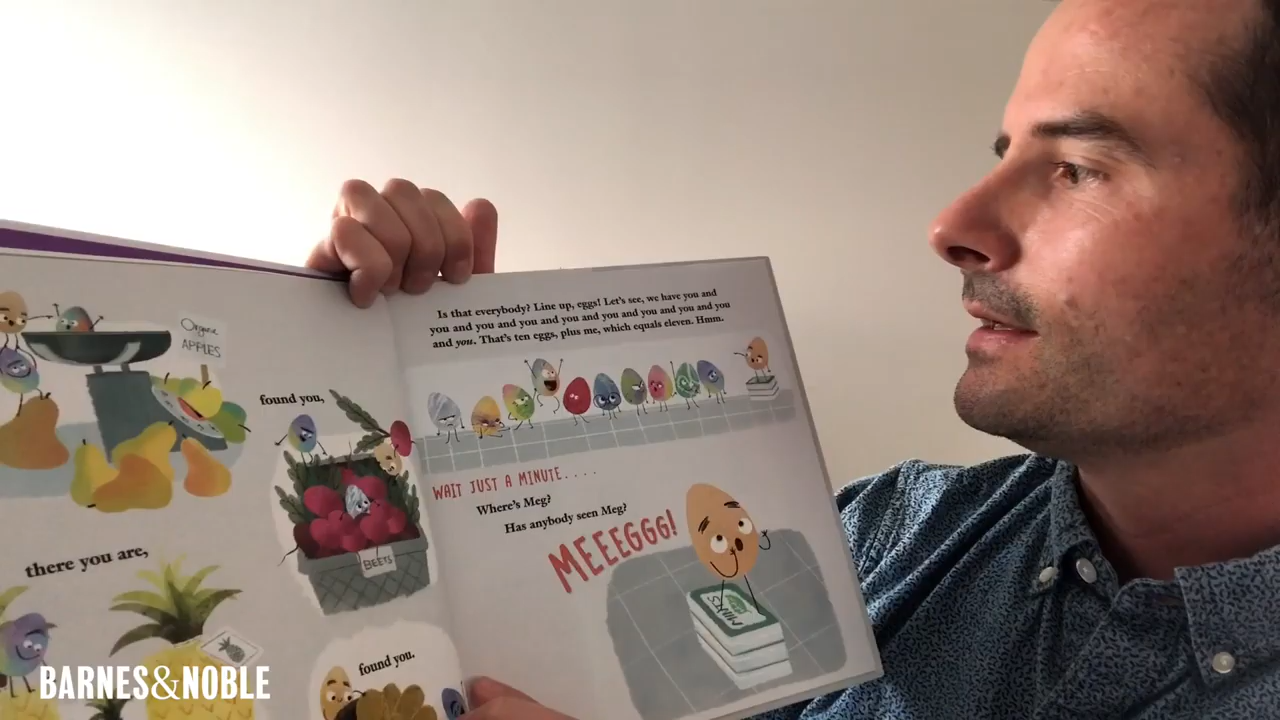 Organic
APPLES
found you,
BEETS
there you are,
found you.
Is that everybody? Line up, eggs! Let's see, we have you and
you and you and you and you and you and you and you and you
and you. That's ten eggs, plus me, which equals eleven. Hmm.
WAIT JUST A MINUTE....
Where's Meg?
Has anybody seen Meg?
MEEEGGG!
MINTS
BARNES&NOBLE